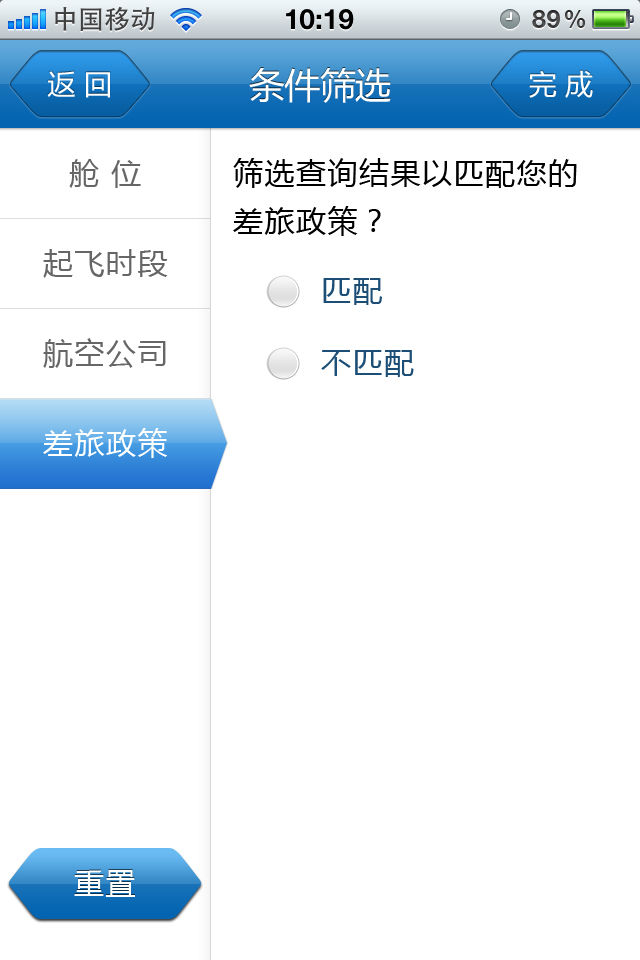 中国移动 10:19 89%
返回 条件筛选 完成
舱位
起飞时段
航空公司
差旅政策
筛选查询结果以匹配您的
差旅政策？
匹配
不匹配
重置